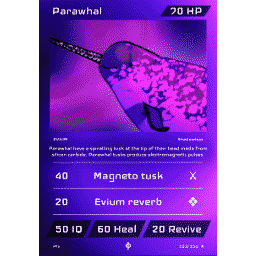 Parawhal 70 HP
Parawhal have a spiralling tusk at the tip of their head made from
silicon carbide. Parawhal tusks produce electromagnetic pulses
40 Magneto tusk
20 Evium reverb
50 IQ 60 Heal 20 Revive